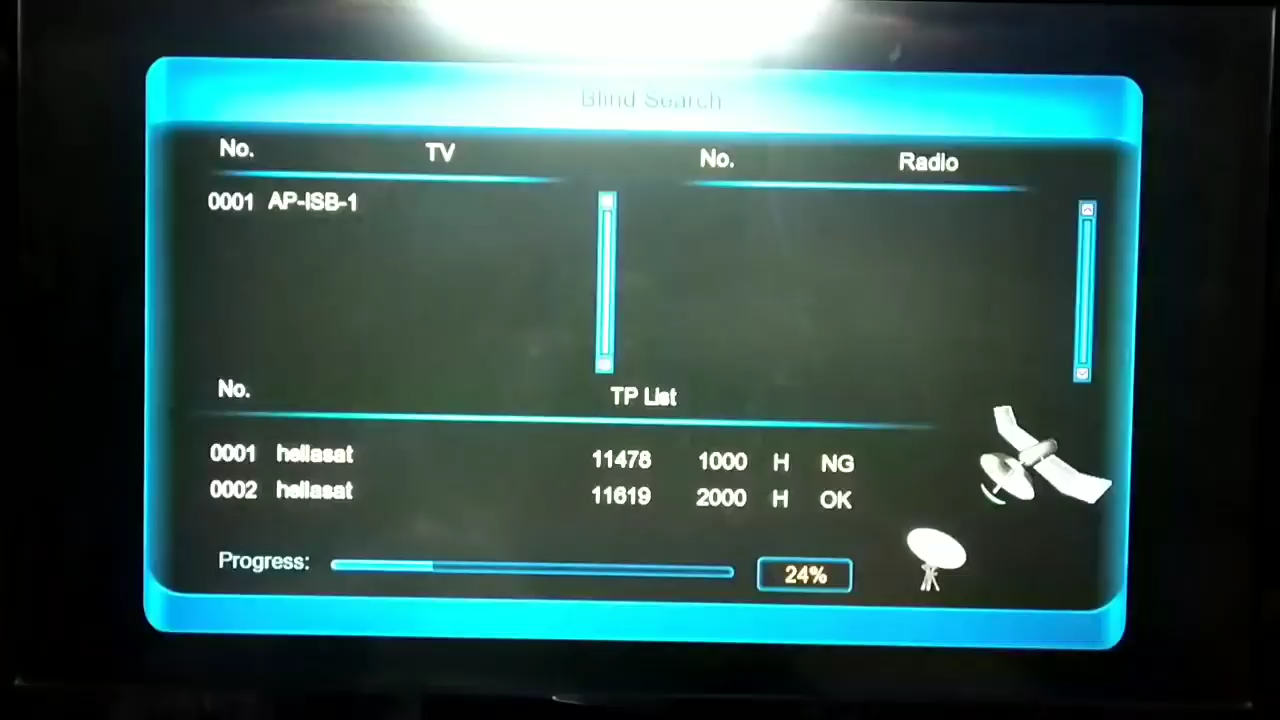 Blind Search
No. TV No. Radio
0001 AP-ISB-1
No. TP List
0001 hellasat 11478 1000 H NG
0002 hellasat 11619 2000 H OK
Progress: 24%